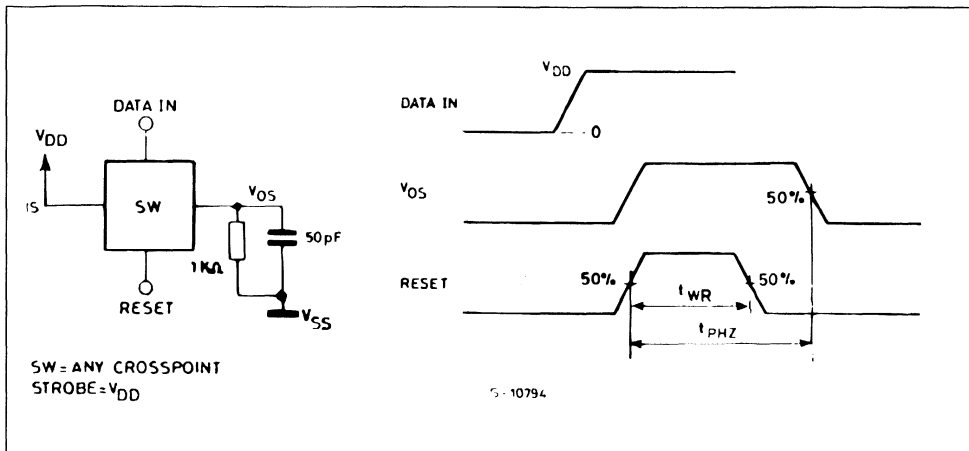 DATA IN
VDD
IS
SW
VOS
50pF
1KΩ
RESET
VSS
SW=ANY CROSSPOINT
STROBE=VDD
VDD
DATA IN
0
VOS
50%
RESET
50%
50%
tWR
tPHZ
S-10794